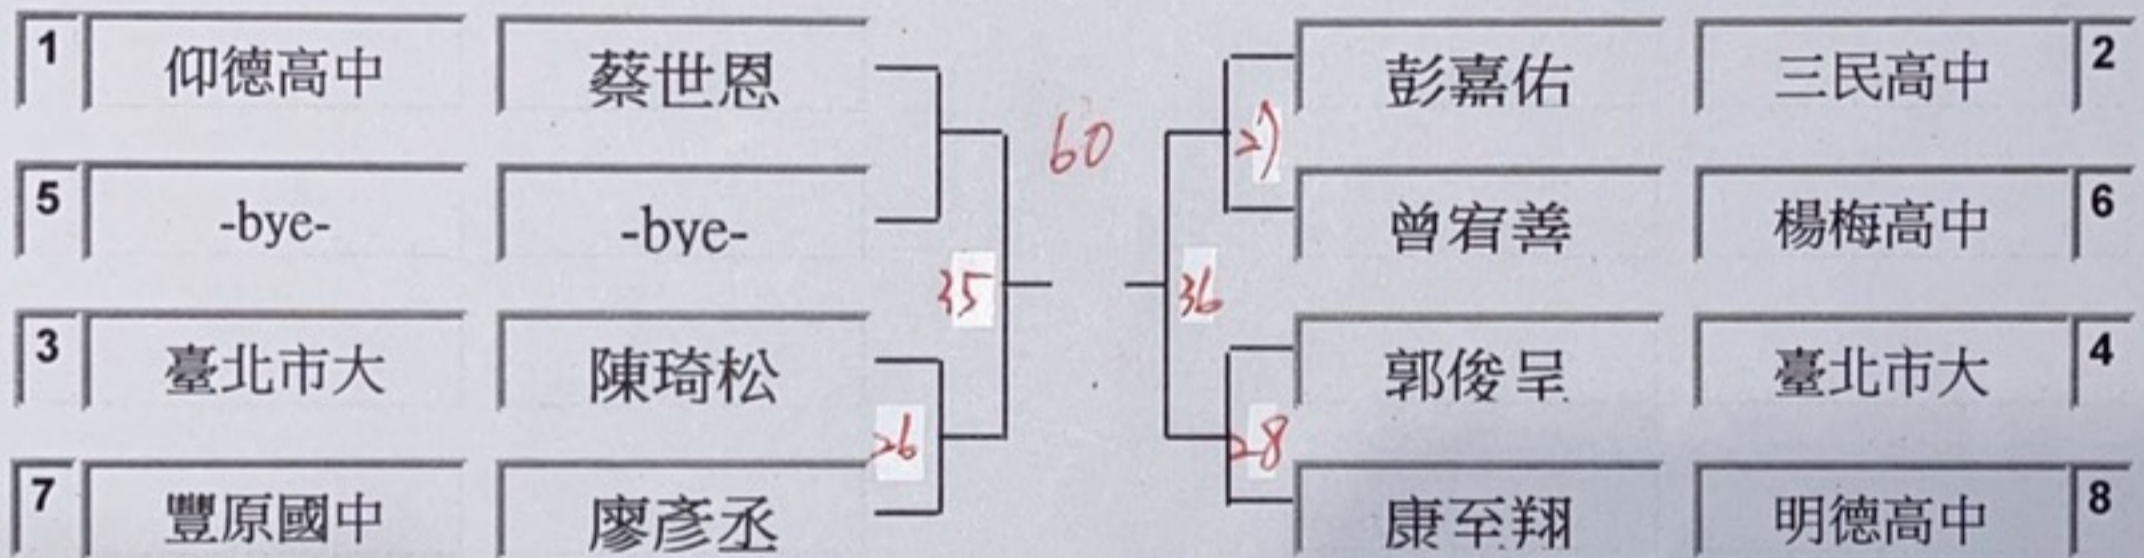 1 仰德高中 蔡世恩 彭嘉佑 三民高中 2
60 27
5 -bye- -bye- 曾宥善 楊梅高中 6
35 36
3 臺北市大 陳琦松 郭俊呈 臺北市大 4
26 28
7 豐原國中 廖彥丞 康至翔 明德高中 8